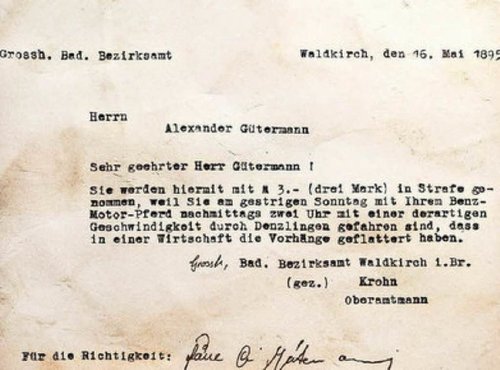 Grossh. Bad. Bezirksamt Waldkirch, den 16. Mai 1895
Herrn
Alexander Gütermann
Sehr geehrter Herr Gütermann !
Sie werden hiermit mit M 3.- (drei Mark) in Strafe ge-
nommen, weil Sie am gestrigen Sonntag mit Ihrem Benz-
Motor-Pferd nachmittags zwei Uhr mit einer derartigen
Geschwindigkeit durch Denzlingen gefahren sind, dass
in einer Wirtschaft die Vorhänge geflattert haben.
Grossh, Bad. Bezirksamt Waldkirch i.Br.
(gez.) Krohn
Oberamtmann
Für die Richtigkeit: